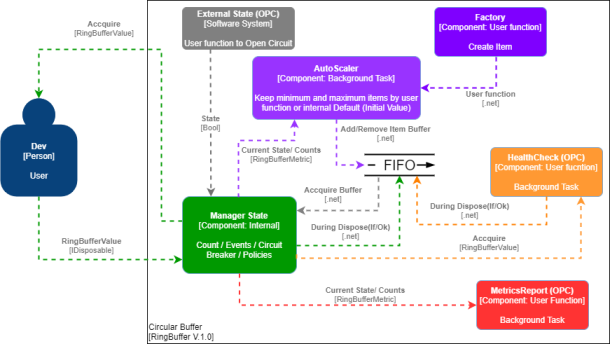 External State (OPC)
[Software System]
User function to Open Circuit
Factory
[Component: User function]
Create Item
Accquire
[RingBufferValue]
AutoScaler
[Component: Background Task]
Keep minimum and maximum items by user
function or internal Default (Initial Value)
User function
[.net]
State
[Bool]
Add/Remove Item Buffer
[.net]
Dev
[Person]
User
Current State/ Counts
[RingBufferMetric]
FIFO
HealthCheck (OPC)
[Component: User fucntion]
Background Task
Accquire Buffer
[.net]
Manager State
[Component: Internal]
Count / Events / Circuit
Breaker / Policies
During Dispose(If/Ok)
[.net]
During Dispose(If/Ok)
[.net]
RingBufferValue
[IDisposable]
Accquire
[RingBufferValue]
Current State/ Counts
[RingBufferMetric]
MetricsReport (OPC)
[Component: User Function]
Background Task
Circular Buffer
[RingBuffer V.1.0]